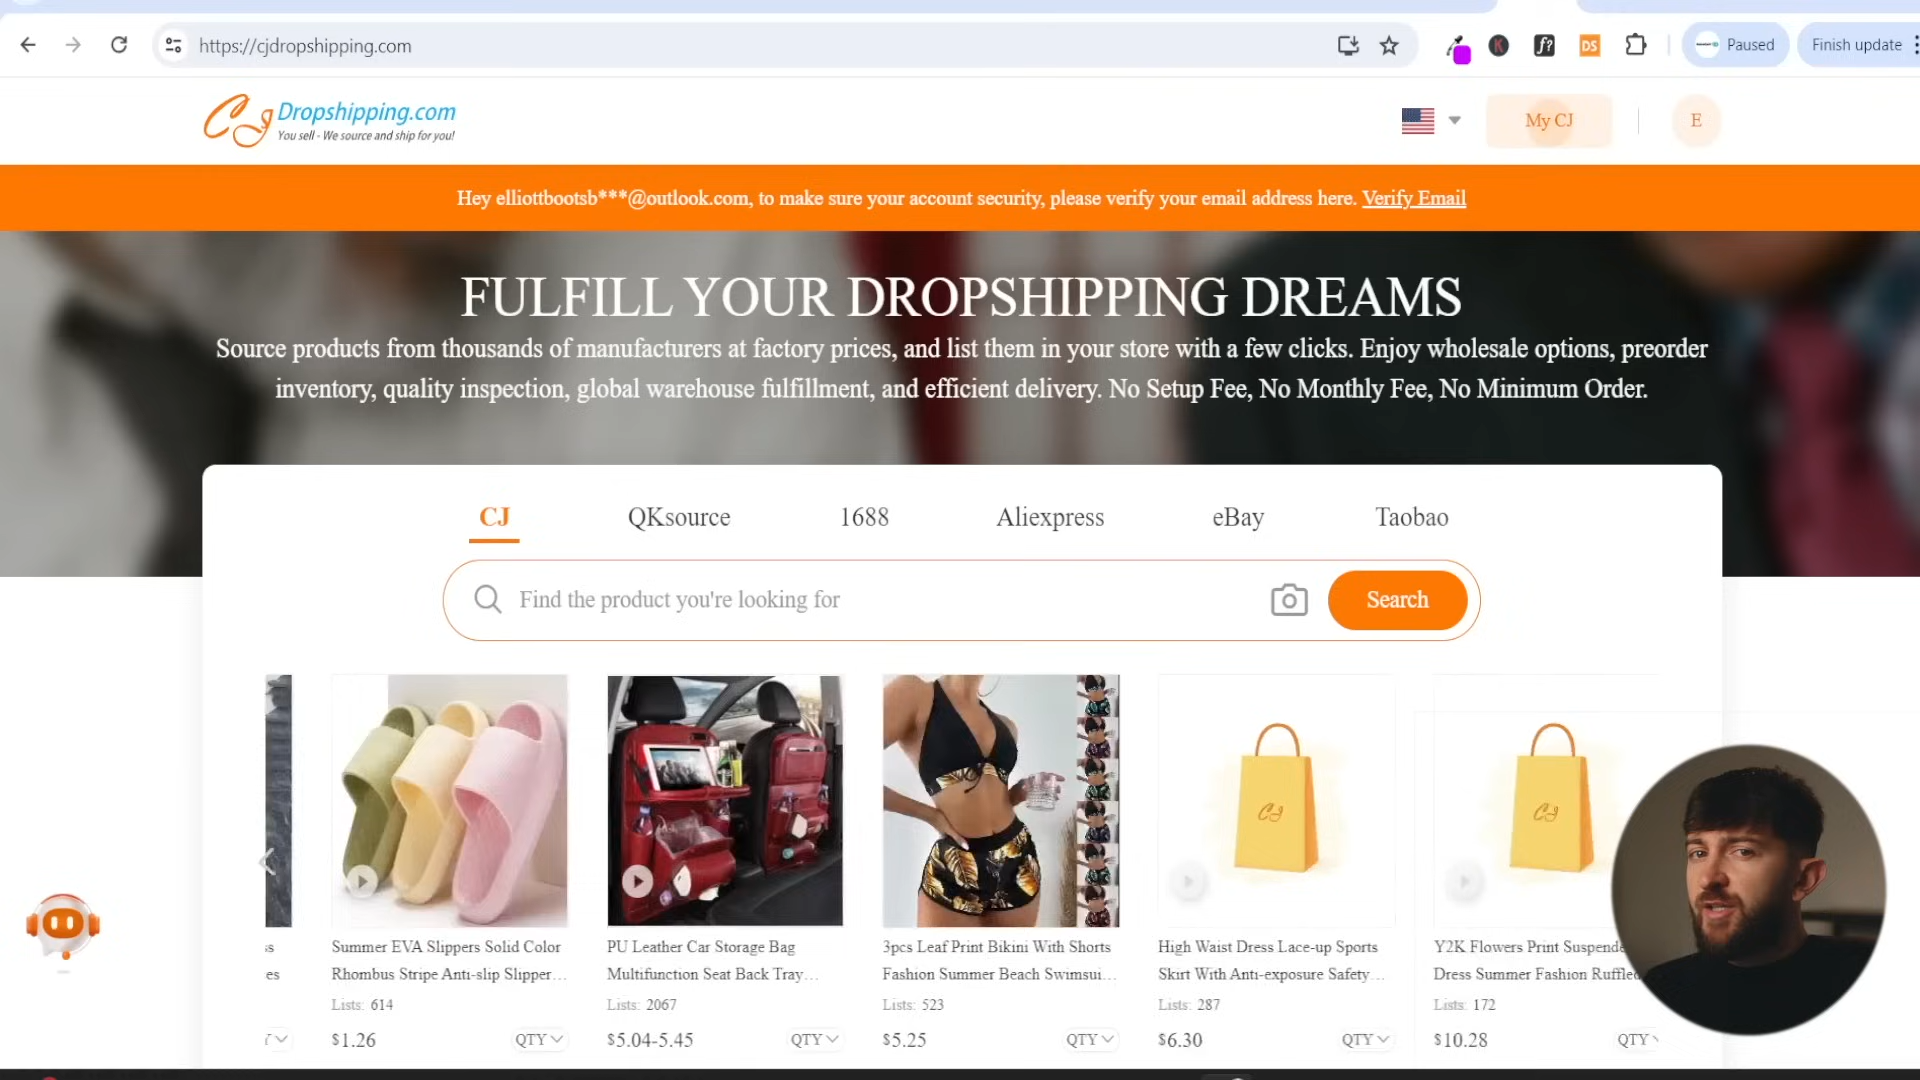 https://cjdropshipping.com
K
f?
DS
Paused
Finish update
CJ Dropshipping.com
You sell - We source and ship for you!
My CJ
E
Hey elliottbootsb***@outlook.com, to make sure your account security, please verify your email address here. Verify Email
FULFILL YOUR DROPSHIPPING DREAMS
Source products from thousands of manufacturers at factory prices, and list them in your store with a few clicks. Enjoy wholesale options, preorder
inventory, quality inspection, global warehouse fulfillment, and efficient delivery. No Setup Fee, No Monthly Fee, No Minimum Order.
CJ QKsource 1688 Aliexpress eBay Taobao
Find the product you're looking for
Search
CJ CJ
ss Summer EVA Slippers Solid Color PU Leather Car Storage Bag 3pcs Leaf Print Bikini With Shorts High Waist Dress Lace-up Sports Y2K Flowers Print Suspende
es Rhombus Stripe Anti-slip Slipper... Multifunction Seat Back Tray... Fashion Summer Beach Swimsui... Skirt With Anti-exposure Safety... Dress Summer Fashion Ruffled
Lists: 614 Lists: 2067 Lists: 523 Lists: 287 Lists: 172
$1.26 QTY $5.04-5.45 QTY $5.25 QTY $6.30 QTY $10.28 QTY